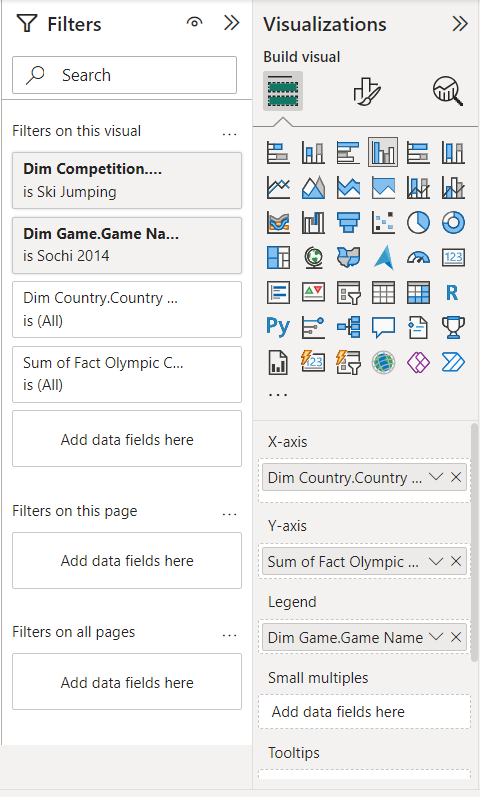 Filters
Search
Filters on this visual
...
Dim Competition....
is Ski Jumping
Dim Game.Game Na...
is Sochi 2014
Dim Country.Country ...
is (All)
Sum of Fact Olympic C...
is (All)
Add data fields here
Filters on this page
...
Add data fields here
Filters on all pages
...
Add data fields here
Visualizations
Build visual
123
R
Py
123
...
X-axis
Dim Country.Country ...
Y-axis
Sum of Fact Olympic ...
Legend
Dim Game.Game Name
Small multiples
Add data fields here
Tooltips